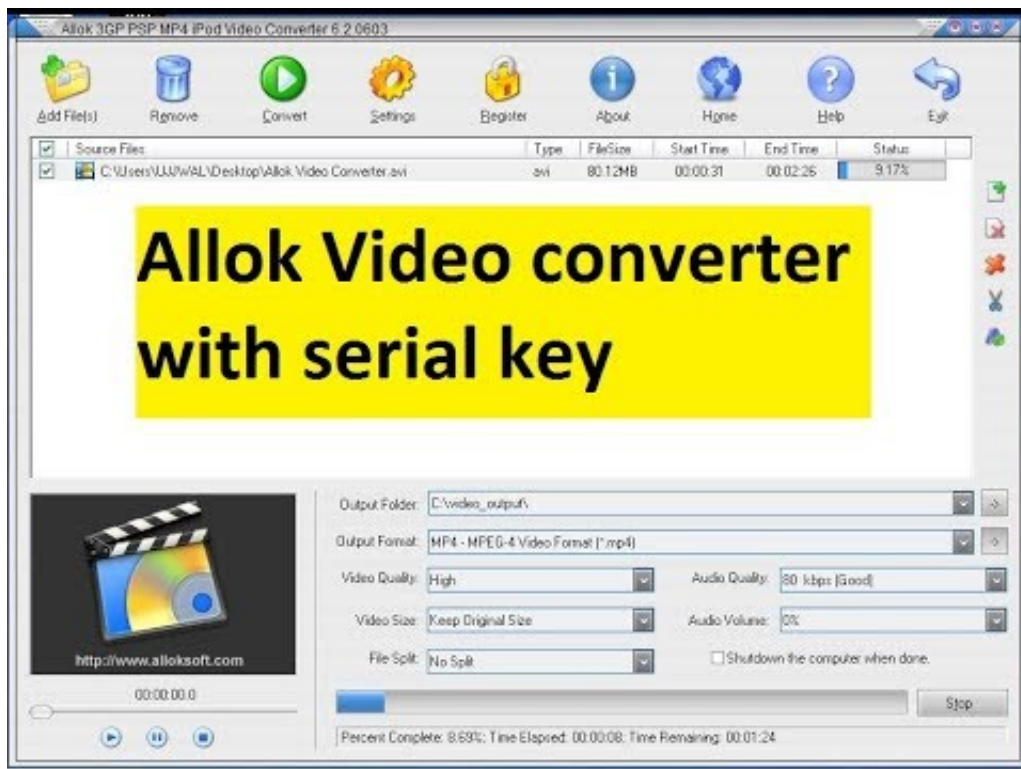 Allok 3GP PSP MP4 iPod Video Converter 6.2.0603
Add File(s) Remove Convert Settings Register About Home Help Exit
Source Files Type FileSize Start Time End Time Status
C:\Users\UJJWAL\Desktop\Allok Video Converter.avi avi 80.12MB 00:00:31 00:02:26 9.17%
Allok Video converter
with serial key
Output Folder: C:\video_output\
Output Format: MP4 - MPEG-4 Video Format (*.mp4)
Video Quality: High Audio Quality: 80 kbps (Good)
Video Size: Keep Original Size Audio Volume: 0%
File Split: No Split Shutdown the computer when done.
http://www.alloksoft.com
00:00:00.0
Stop
Percent Complete: 8.69%; Time Elapsed: 00:00:08; Time Remaining: 00:01:24